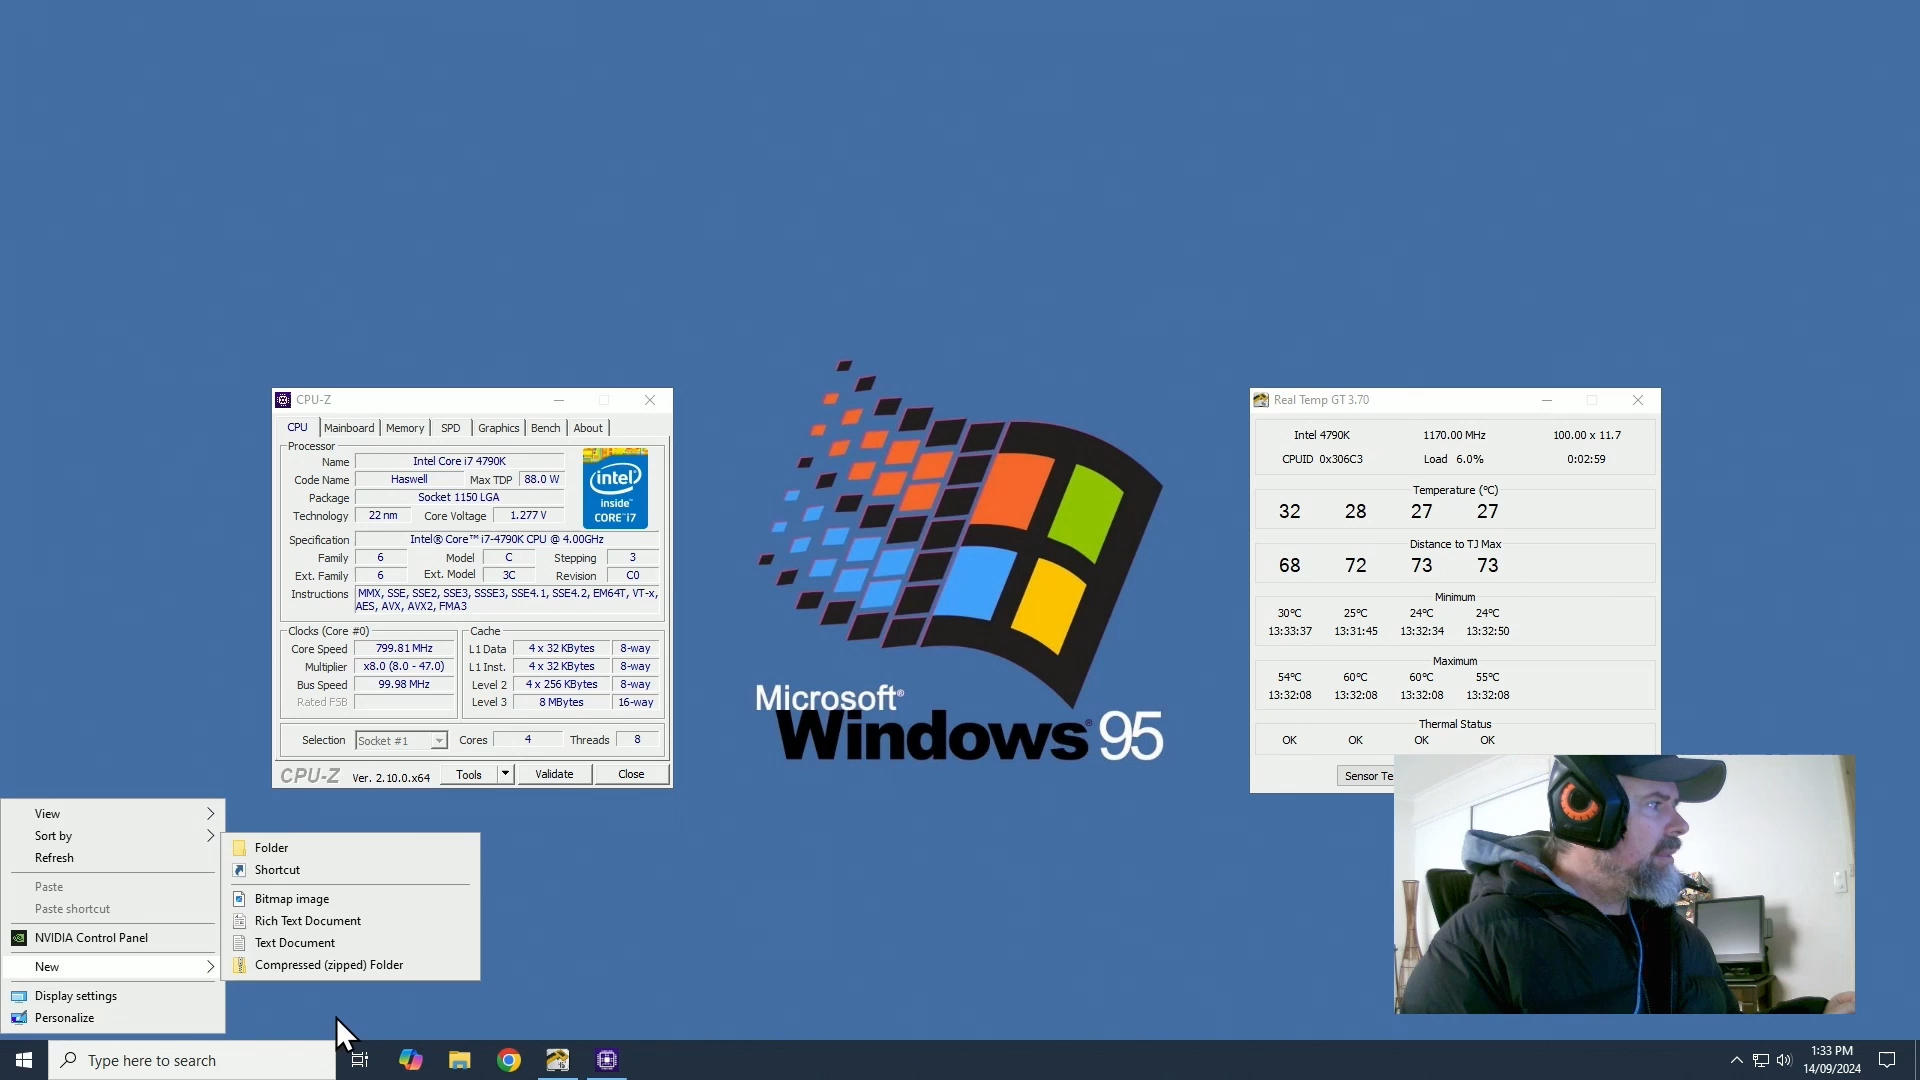 CPU-Z
CPU Mainboard Memory SPD Graphics Bench About
Processor
Name Intel Core i7 4790K
Code Name Haswell Max TDP 88.0 W
Package Socket 1150 LGA
Technology 22 nm Core Voltage 1.277 V
intel
inside™
CORE™i7
Specification Intel® Core™ i7-4790K CPU @ 4.00GHz
Family 6 Model C Stepping 3
Ext. Family 6 Ext. Model 3C Revision C0
Instructions MMX, SSE, SSE2, SSE3, SSSE3, SSE4.1, SSE4.2, EM64T, VT-x,
AES, AVX, AVX2, FMA3
Clocks (Core #0)
Core Speed 799.81 MHz
Multiplier x8.0 (8.0 - 47.0)
Bus Speed 99.98 MHz
Rated FSB
Cache
L1 Data 4 x 32 KBytes 8-way
L1 Inst. 4 x 32 KBytes 8-way
Level 2 4 x 256 KBytes 8-way
Level 3 8 MBytes 16-way
Selection Socket #1 Cores 4 Threads 8
CPU-Z Ver. 2.10.0.x64 Tools Validate Close
Microsoft®
Windows® 95
Real Temp GT 3.70
Intel 4790K 1170.00 MHz 100.00 x 11.7
CPUID 0x306C3 Load 6.0% 0:02:59
Temperature (°C)
32 28 27 27
Distance to TJ Max
68 72 73 73
Minimum
30°C 25°C 24°C 24°C
13:33:37 13:31:45 13:32:34 13:32:50
Maximum
54°C 60°C 60°C 55°C
13:32:08 13:32:08 13:32:08 13:32:08
Thermal Status
OK OK OK OK
Sensor Te
View
Sort by
Refresh
Paste
Paste shortcut
NVIDIA Control Panel
New
Display settings
Personalize
Folder
Shortcut
Bitmap image
Rich Text Document
Text Document
Compressed (zipped) Folder
Type here to search
1:33 PM
14/09/2024